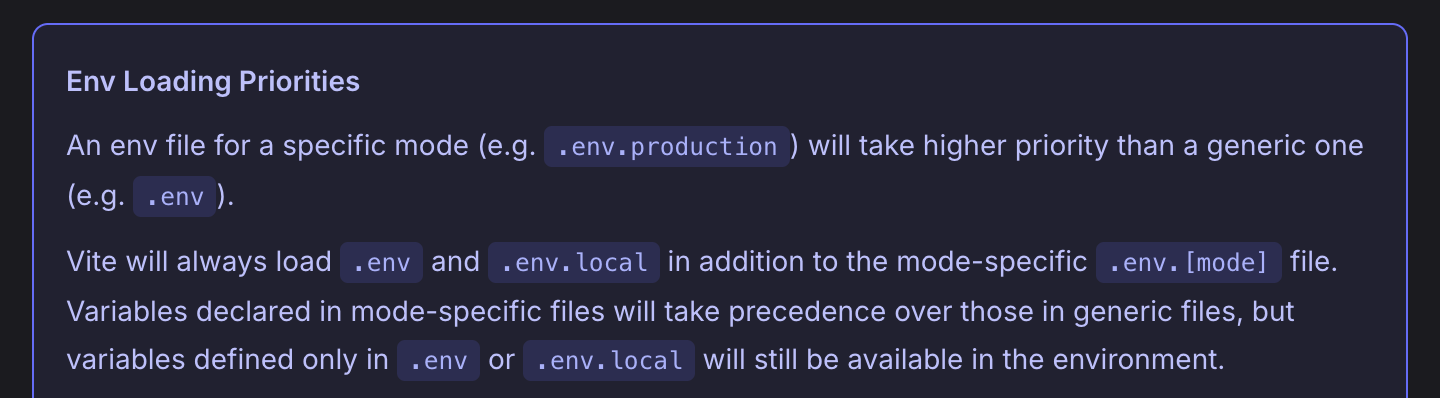 Env Loading Priorities
An env file for a specific mode (e.g. .env.production) will take higher priority than a generic one
(e.g. .env).
Vite will always load .env and .env.local in addition to the mode-specific .env.[mode] file.
Variables declared in mode-specific files will take precedence over those in generic files, but
variables defined only in .env or .env.local will still be available in the environment.